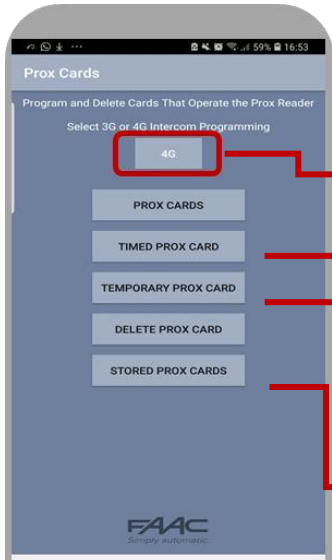 59% 16:53
Prox Cards
Program and Delete Cards That Operate the Prox Reader
Select 3G or 4G Intercom Programming
4G
PROX CARDS
TIMED PROX CARD
TEMPORARY PROX CARD
DELETE PROX CARD
STORED PROX CARDS
FAAC
Simply automatic.